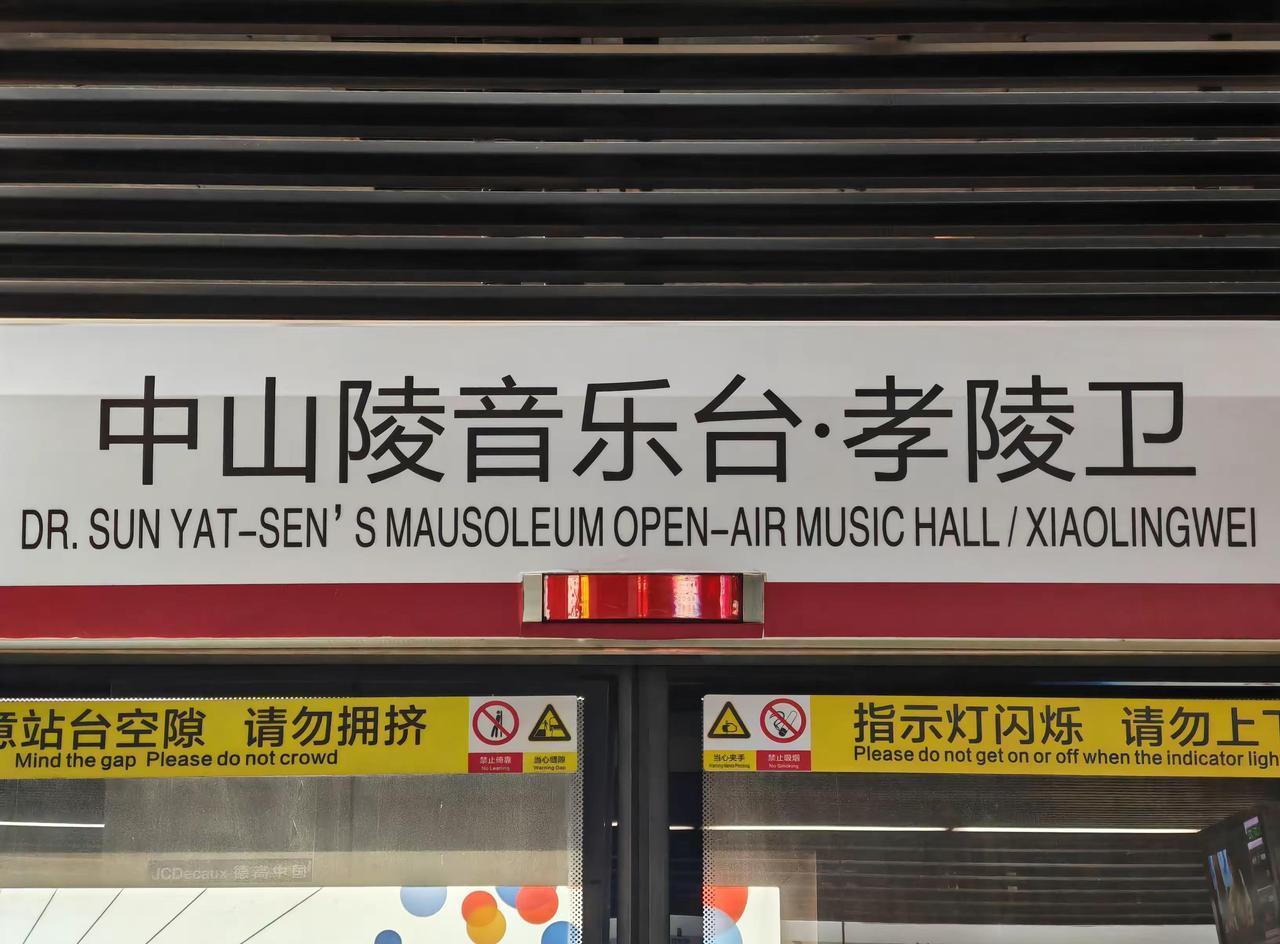 中山陵音乐台·孝陵卫
DR. SUN YAT-SEN’S MAUSOLEUM OPEN-AIR MUSIC HALL / XIAOLINGWEI
意站台空隙 请勿拥挤
Mind the gap Please do not crowd
禁止倚靠
No Leaning
当心缝隙
Warning Gap
当心夹手
Warning Hands Pinching
禁止吸烟
No Smoking
指示灯闪烁 请勿上下
Please do not get on or off when the indicator ligh
JCDecaux 德高中国